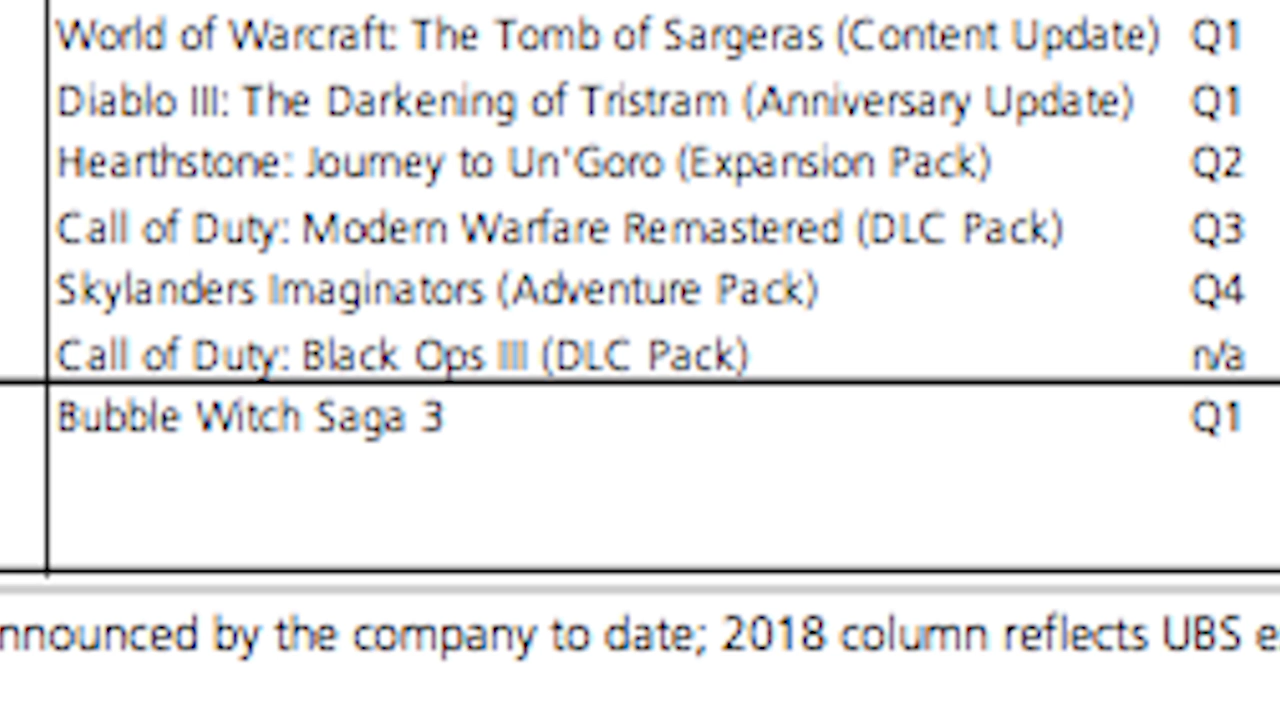 World of Warcraft: The Tomb of Sargeras (Content Update) Q1
Diablo III: The Darkening of Tristram (Anniversary Update) Q1
Hearthstone: Journey to Un'Goro (Expansion Pack) Q2
Call of Duty: Modern Warfare Remastered (DLC Pack) Q3
Skylanders Imaginators (Adventure Pack) Q4
Call of Duty: Black Ops III (DLC Pack) n/a
Bubble Witch Saga 3 Q1
nnounced by the company to date; 2018 column reflects UBS e